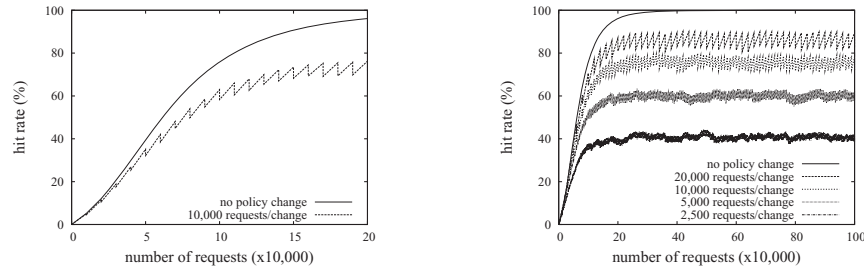 100
80
60
40
20
0
hit rate (%)
no policy change
10,000 requests/change
0 5 10 15 20
number of requests (x10,000)
100
80
60
40
20
0
hit rate (%)
no policy change
20,000 requests/change
10,000 requests/change
5,000 requests/change
2,500 requests/change
0 20 40 60 80 100
number of requests (x10,000)